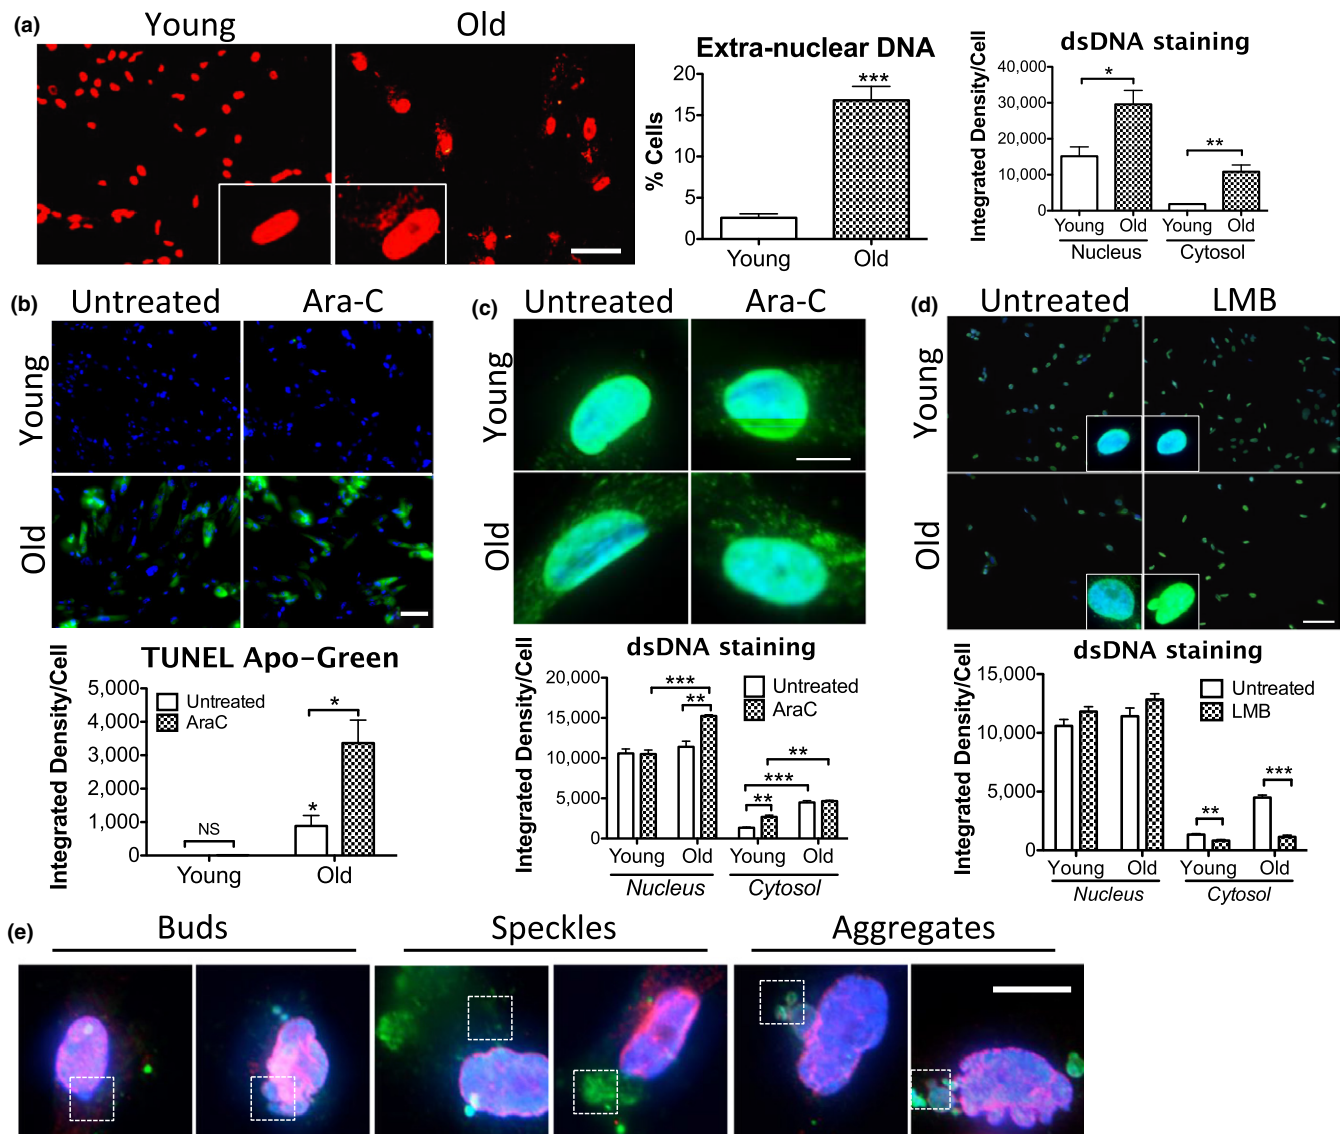 (a)
Young
Old
Extra-nuclear DNA
% Cells
20
15
10
5
0
***
Young
Old
dsDNA staining
Integrated Density/Cell
40,000
30,000
20,000
10,000
0
*
**
Young Old Young Old
Nucleus Cytosol
(b)
Untreated
Ara-C
Young
Old
TUNEL Apo-Green
Integrated Density/Cell
5,000
4,000
3,000
2,000
1,000
0
Untreated
AraC
NS
*
*
Young
Old
(c)
Untreated
Ara-C
Young
Old
dsDNA staining
Integrated Density/Cell
20,000
15,000
10,000
5,000
0
Untreated
AraC
***
**
**
***
**
Young Old Young Old
Nucleus Cytosol
(d)
Untreated
LMB
Young
Old
dsDNA staining
Integrated Density/Cell
15,000
10,000
5,000
0
Untreated
LMB
**
***
Young Old Young Old
Nucleus Cytosol
(e)
Buds
Speckles
Aggregates